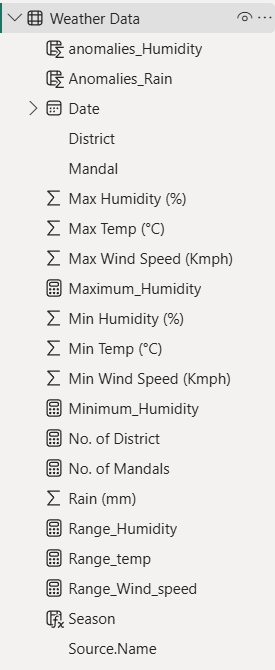 Weather Data
anomalies_Humidity
Anomalies_Rain
Date
District
Mandal
Max Humidity (%)
Max Temp (°C)
Max Wind Speed (Kmph)
Maximum_Humidity
Min Humidity (%)
Min Temp (°C)
Min Wind Speed (Kmph)
Minimum_Humidity
No. of District
No. of Mandals
Rain (mm)
Range_Humidity
Range_temp
Range_Wind_speed
Season
Source.Name